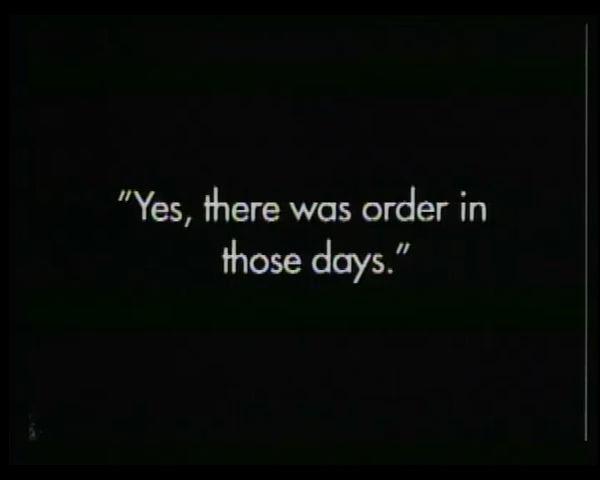 "Yes, there was order in
those days."